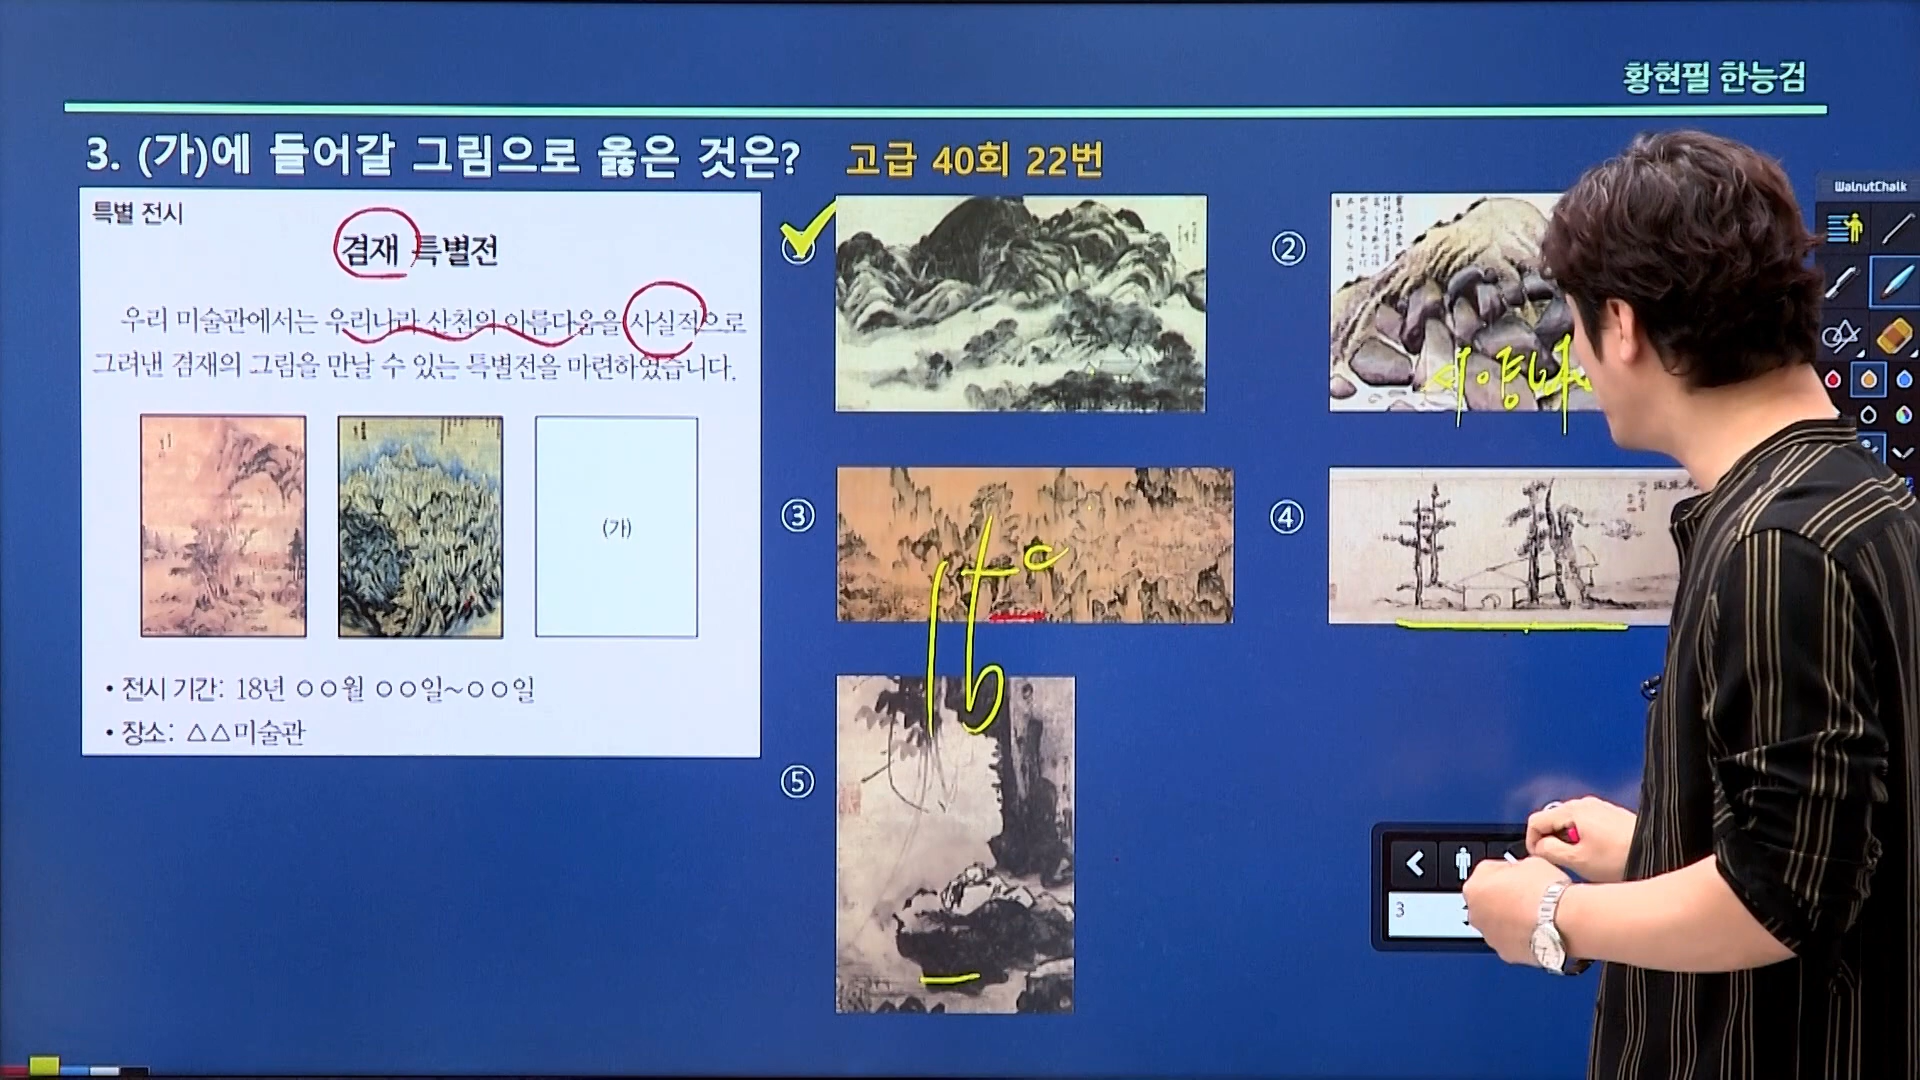 황현필 한능검
3. (가)에 들어갈 그림으로 옳은 것은? 고급 40회 22번
특별 전시
겸재 특별전
우리 미술관에서는 우리나라 산천의 아름다움을 사실적으로
그려낸 겸재의 그림을 만날 수 있는 특별전을 마련하였습니다.
(가)
• 전시 기간: 18년 ○○월 ○○일~○○일
• 장소: △△미술관
①
②
서양
③
④
⑤
WalnutChalk
3